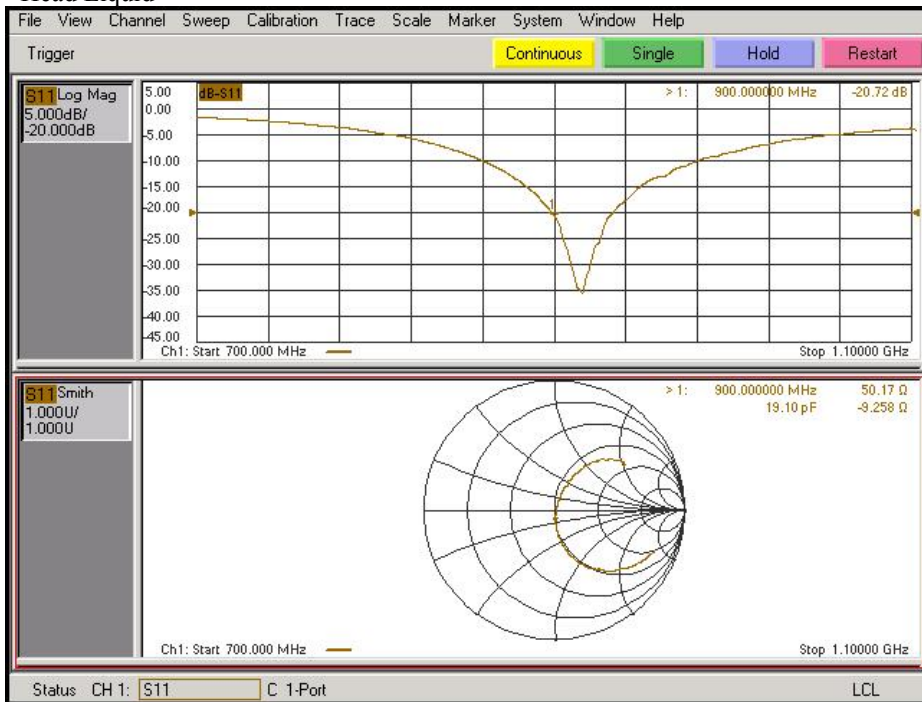 Head Liquid
File View Channel Sweep Calibration Trace Scale Marker System Window Help
Trigger Continuous Single Hold Restart
S11 Log Mag
5.000dB/
-20.000dB
5.00 dB-S11 > 1: 900.000000 MHz -20.72 dB
0.00
-5.00
-10.00
-15.00
-20.00
1
-25.00
-30.00
-35.00
-40.00
-45.00
Ch1: Start 700.000 MHz Stop 1.10000 GHz
S11 Smith
1.000U/
1.000U
> 1: 900.000000 MHz 50.17 Ω
19.10 pF -9.258 Ω
Ch1: Start 700.000 MHz Stop 1.10000 GHz
Status CH 1: S11 C 1-Port LCL